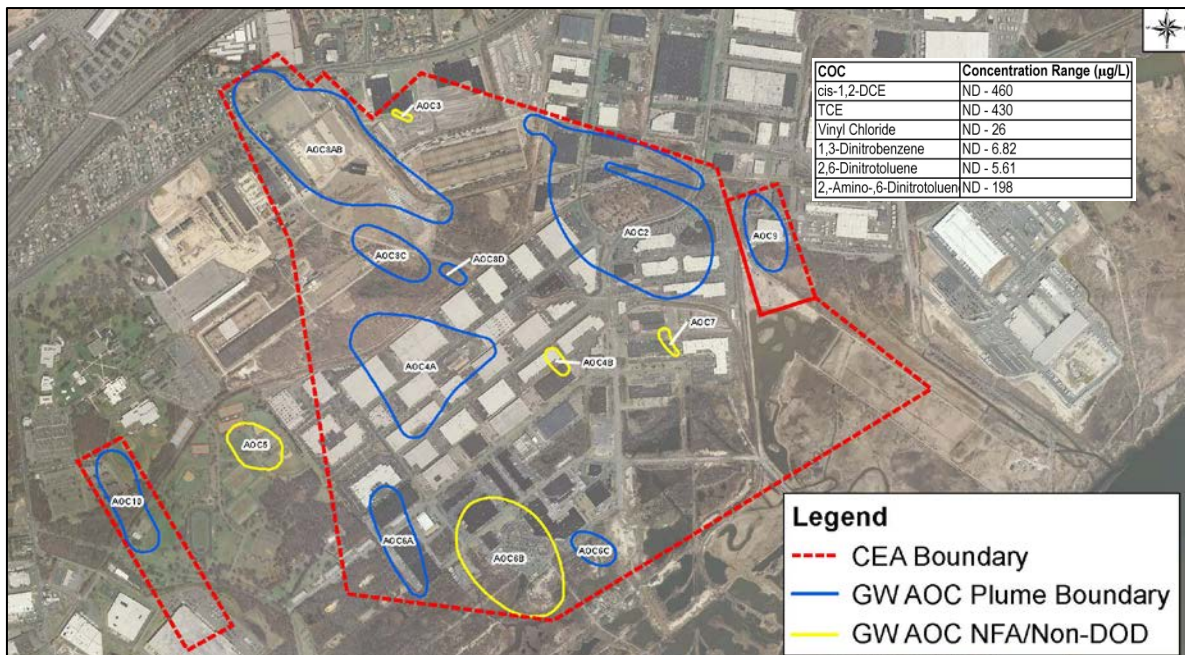 COC Concentration Range (µg/L)
cis-1,2-DCE ND - 460
TCE ND - 430
Vinyl Chloride ND - 26
1,3-Dinitrobenzene ND - 6.82
2,6-Dinitrotoluene ND - 5.61
2,-Amino-,6-Dinitrotoluen ND - 198
AOC3
AOC8AB
AOC2
AOC9
AOC8C
AOC8D
AOC7
AOC4B
AOC4A
AOC5
AOC10
AOC6A
AOC6B
AOC6C
Legend
CEA Boundary
GW AOC Plume Boundary
GW AOC NFA/Non-DOD